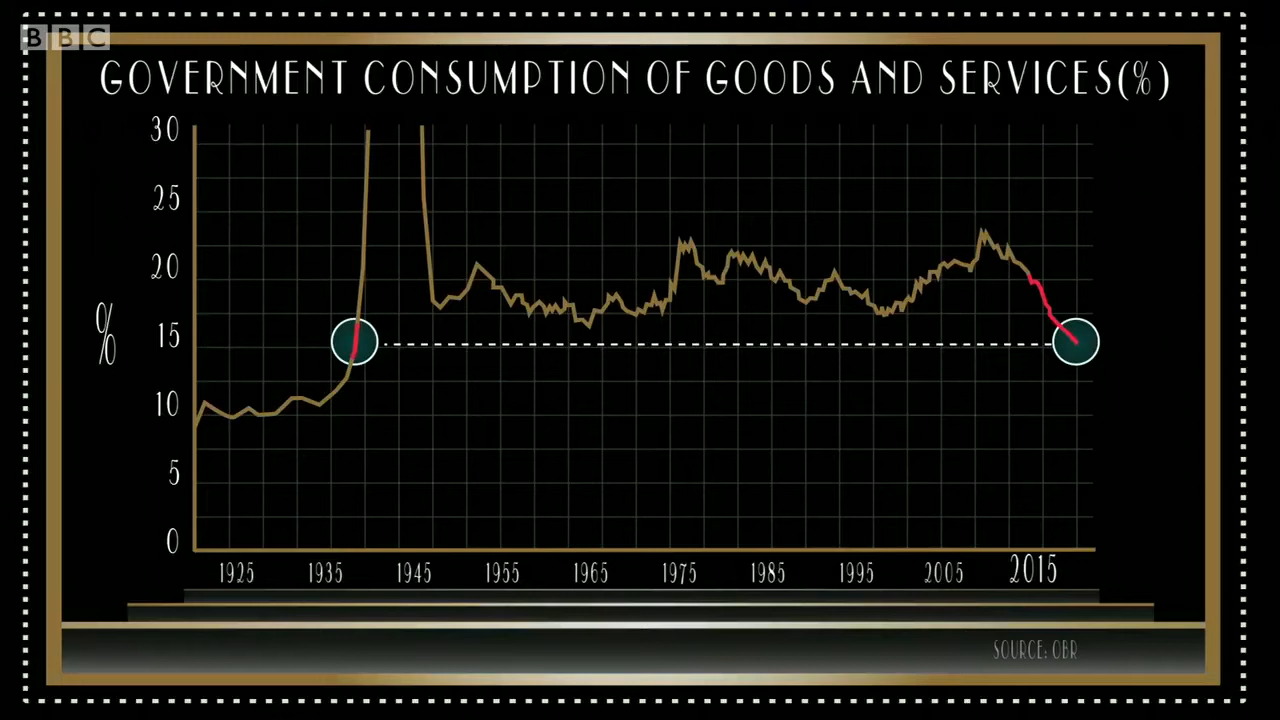 BBC
GOVERNMENT CONSUMPTION OF GOODS AND SERVICES(%)
30
25
20
%
15
10
5
0
1925 1935 1945 1955 1965 1975 1985 1995 2005 2015
SOURCE: OBR